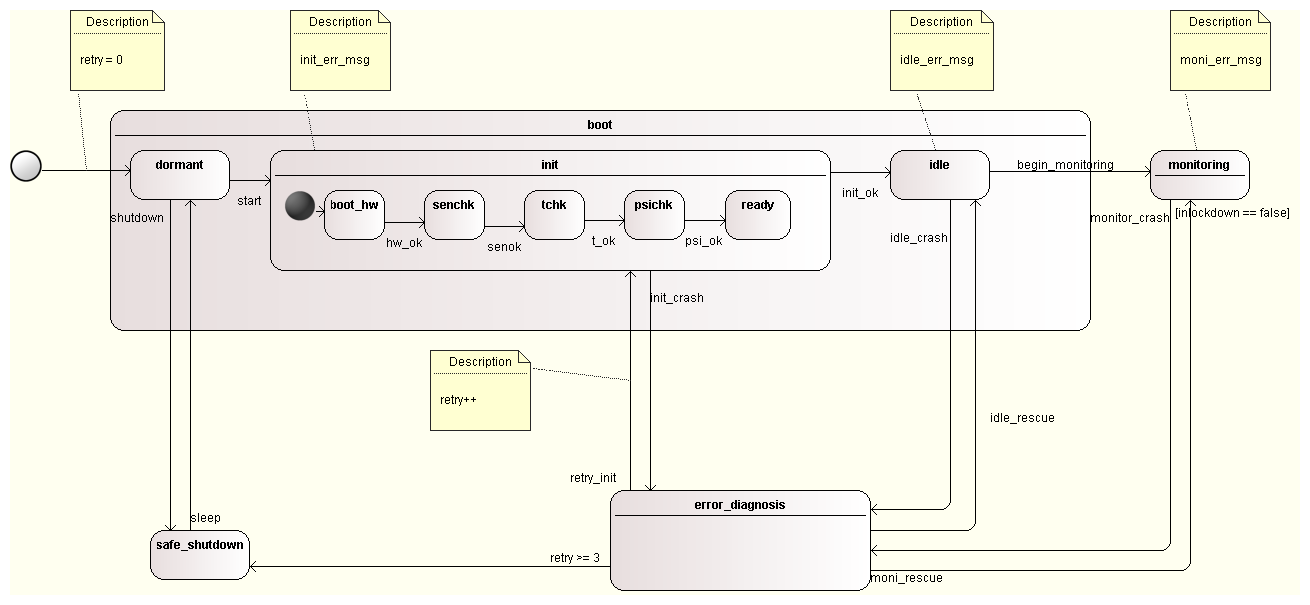 Description
retry = 0
Description
init_err_msg
Description
idle_err_msg
Description
moni_err_msg
boot
dormant
init
idle
begin_monitoring
monitoring
start
init_ok
boot_hw
senchk
tchk
psichk
ready
shutdown
monitor_crash
[inlockdown == false]
hw_ok
senok
t_ok
psi_ok
idle_crash
init_crash
Description
retry++
idle_rescue
retry_init
error_diagnosis
sleep
safe_shutdown
retry >= 3
moni_rescue